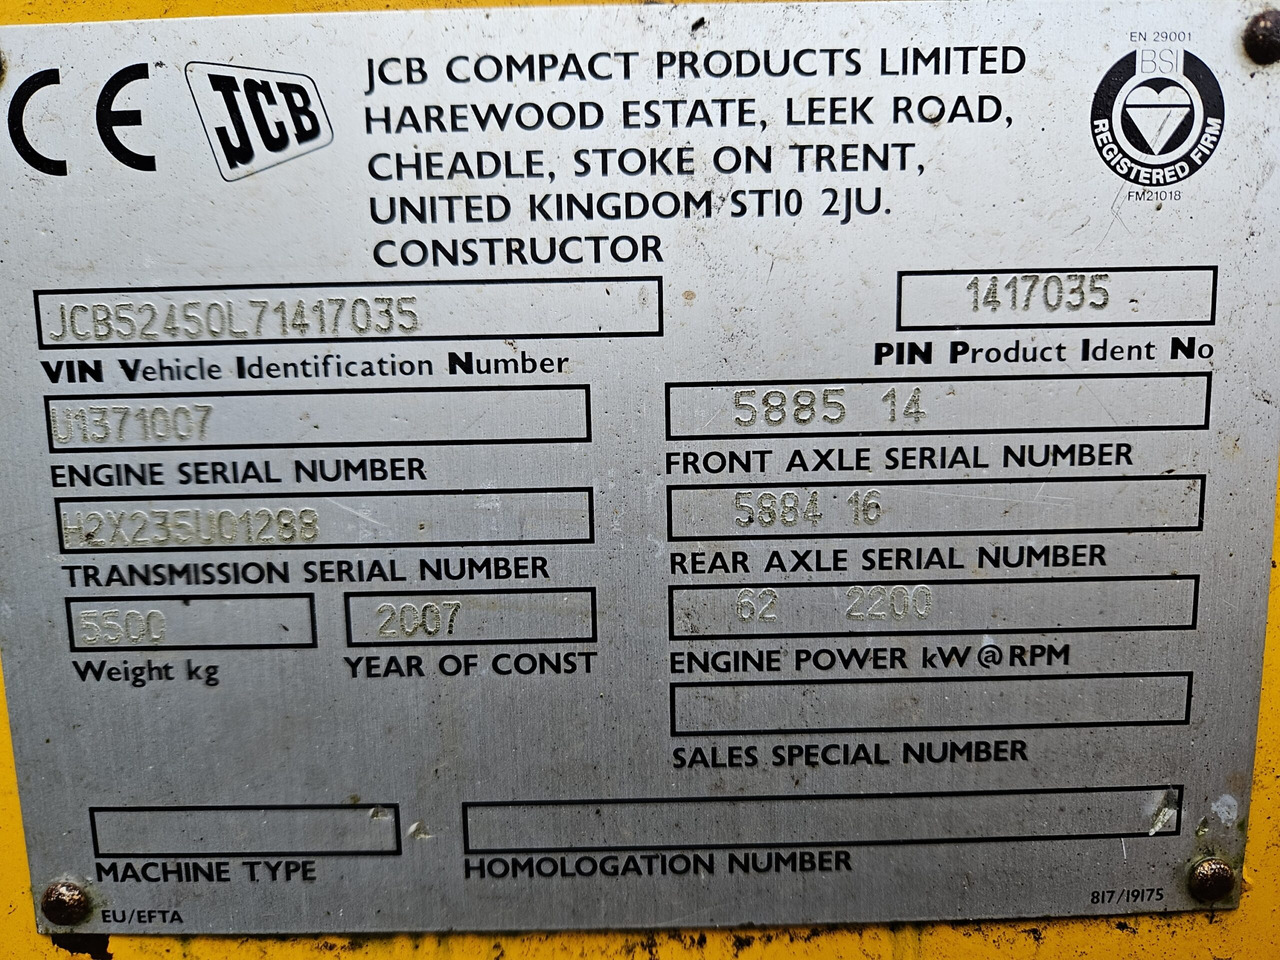 CE
JCB
JCB COMPACT PRODUCTS LIMITED
HAREWOOD ESTATE, LEEK ROAD,
CHEADLE, STOKE ON TRENT,
UNITED KINGDOM ST10 2JU.
CONSTRUCTOR
EN 29001
BSI
REGISTERED FIRM
FM21018
JCB52450L71417035
VIN Vehicle Identification Number
1417035
PIN Product Ident No
U1371007
ENGINE SERIAL NUMBER
5885 14
FRONT AXLE SERIAL NUMBER
H2X235U01288
TRANSMISSION SERIAL NUMBER
5884 16
REAR AXLE SERIAL NUMBER
5500
Weight kg
2007
YEAR OF CONST
62 2200
ENGINE POWER kW@RPM
SALES SPECIAL NUMBER
MACHINE TYPE
HOMOLOGATION NUMBER
EU/EFTA
817/19175